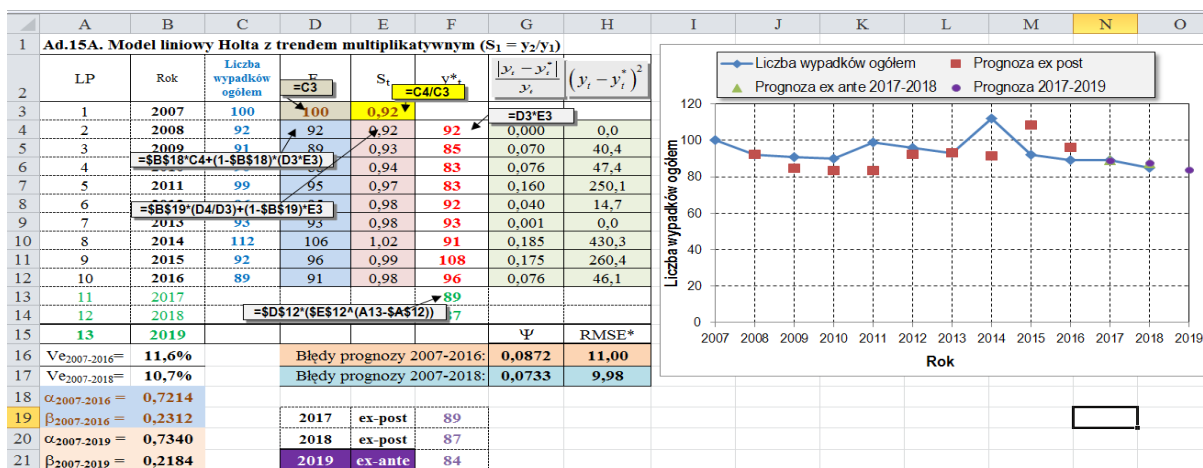 A B C D E F G H I J K L M N O
1 Ad.15A. Model liniowy Holta z trendem multiplikatywnym (S₁ = y₂/y₁)
2 LP Rok Liczba wypadków ogółem F Sₜ y*ₜ |yₜ − yₜ*| / yₜ (yₜ − yₜ*)²
=C3 =C4/C3
3 1 2007 100 100 0,92 =D3*E3
4 2 2008 92 92 0,92 92 0,000 0,0
5 3 2009 91 89 0,93 85 0,070 40,4
=$B$18*C4+(1-$B$18)*(D3*E3)
6 4 0,94 83 0,076 47,4
7 5 2011 99 95 0,97 83 0,160 250,1
8 6 0,98 92 0,040 14,7
=$B$19*(D4/D3)+(1-$B$19)*E3
9 7 2013 93 93 0,98 93 0,001 0,0
10 8 2014 112 106 1,02 91 0,185 430,3
11 9 2015 92 96 0,99 108 0,175 260,4
12 10 2016 89 91 0,98 96 0,076 46,1
13 11 2017 89
14 12 2018 =$D$12*($E$12^(A13-$A$12))
15 13 2019 Ψ RMSE*
16 Ve2007-2016= 11,6% Błędy prognozy 2007-2016: 0,0872 11,00
17 Ve2007-2018= 10,7% Błędy prognozy 2007-2018: 0,0733 9,98
18 α2007-2016 = 0,7214
19 β2007-2016 = 0,2312 2017 ex-post 89
20 α2007-2019 = 0,7340 2018 ex-post 87
21 β2007-2019 = 0,2184 2019 ex-ante 84
Liczba wypadków ogółem Prognoza ex post
Prognoza ex ante 2017-2018 Prognoza 2017-2019
Liczba wypadków ogółem
120
100
80
60
40
20
0
2007 2008 2009 2010 2011 2012 2013 2014 2015 2016 2017 2018 2019
Rok